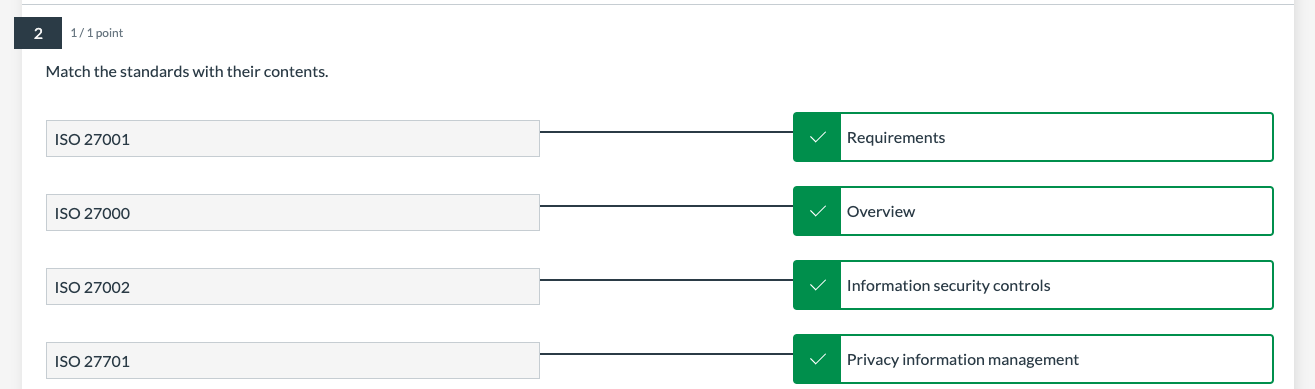 2
1 / 1 point
Match the standards with their contents.
ISO 27001
Requirements
ISO 27000
Overview
ISO 27002
Information security controls
ISO 27701
Privacy information management